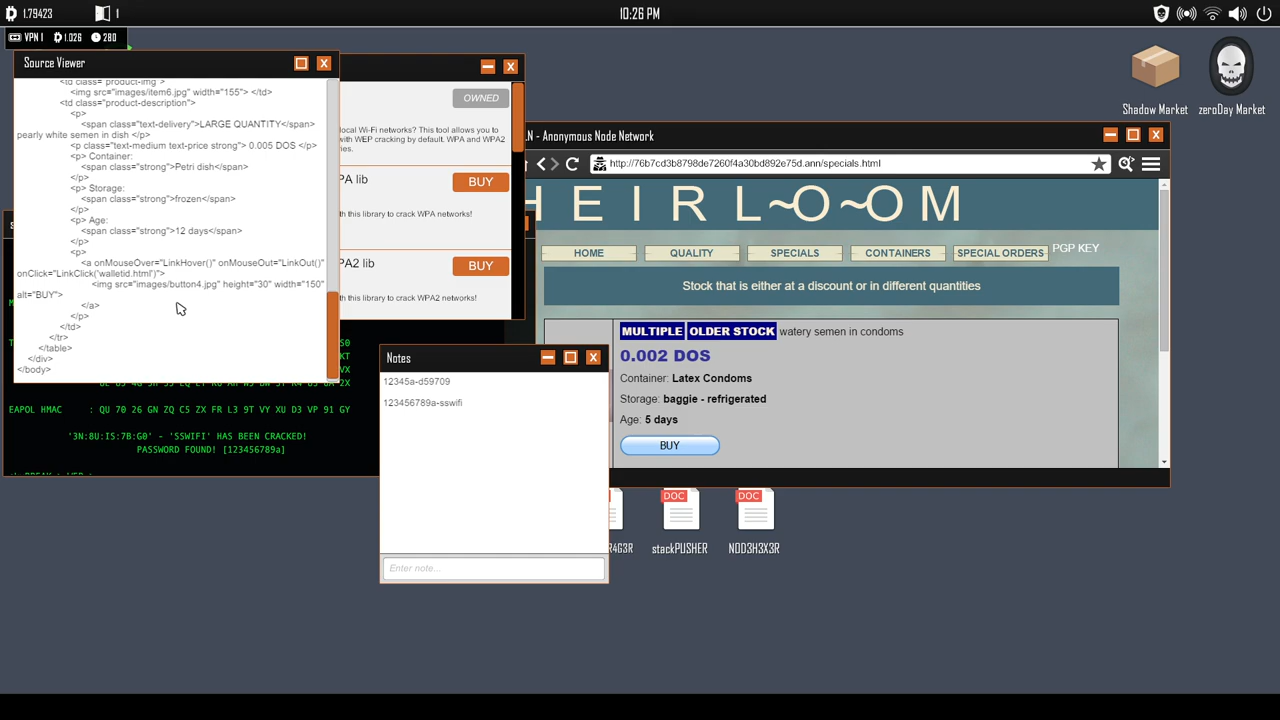 1.79423
1
10:26 PM
VPN 1
1.026
280
Source Viewer
<td class="product-img">
<img src="images/item6.jpg" width="155"> </td>
<td class="product-description">
<p>
<span class="text-delivery">LARGE QUANTITY</span>
pearly white semen in dish </p>
<p class="text-medium text-price strong"> 0.005 DOS </p>
<p> Container:
<span class="strong">Petri dish</span>
</p>
<p> Storage:
<span class="strong">frozen</span>
</p>
<p> Age:
<span class="strong">12 days</span>
</p>
<p>
<a onMouseOver="LinkHover()" onMouseOut="LinkOut()"
onClick="LinkClick('walletid.html')">
<img src="images/button4.jpg" height="30" width="150"
alt="BUY">
</a>
</p>
</td>
</tr>
</table>
</div>
</body>
OWNED
local Wi-Fi networks? This tool allows you to
with WEP cracking by default. WPA and WPA2
PA lib
BUY
th this library to crack WPA networks!
PA2 lib
BUY
th this library to crack WPA2 networks!
EAPOL HMAC : QU 70 26 GN ZQ C5 ZX FR L3 9T VY XU D3 VP 91 GY
'3N:8U:IS:7B:G0' - 'SSWIFI' HAS BEEN CRACKED!
PASSWORD FOUND! [123456789a]
Notes
12345a-d59709
123456789a-sswifi
Enter note...
N - Anonymous Node Network
http://76b7cd3b8798de7260f4a30bd892e75d.ann/specials.html
HEIRL~O~OM
HOME
QUALITY
SPECIALS
CONTAINERS
SPECIAL ORDERS
PGP KEY
Stock that is either at a discount or in different quantities
MULTIPLE OLDER STOCK watery semen in condoms
0.002 DOS
Container: Latex Condoms
Storage: baggie - refrigerated
Age: 5 days
BUY
Shadow Market
zeroDay Market
DOC
DOC
R4G3R
stackPUSHER
N0D3H3X3R